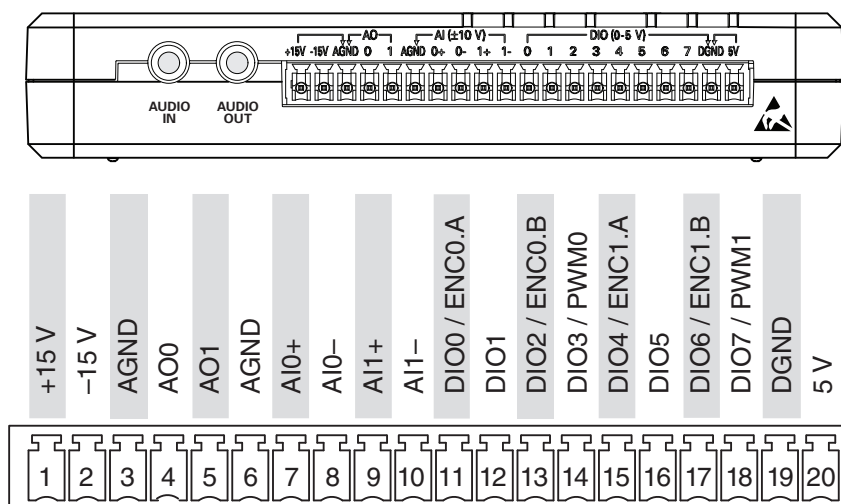 AO AI (±10 V) DIO (0-5 V)
+15V -15V AGND 0 1 AGND 0+ 0- 1+ 1- 0 1 2 3 4 5 6 7 DGND 5V
AUDIO IN
AUDIO OUT
+15 V
–15 V
AGND
AO0
AO1
AGND
AI0+
AI0–
AI1+
AI1–
DIO0 / ENC0.A
DIO1
DIO2 / ENC0.B
DIO3 / PWM0
DIO4 / ENC1.A
DIO5
DIO6 / ENC1.B
DIO7 / PWM1
DGND
5 V
1 2 3 4 5 6 7 8 9 10 11 12 13 14 15 16 17 18 19 20